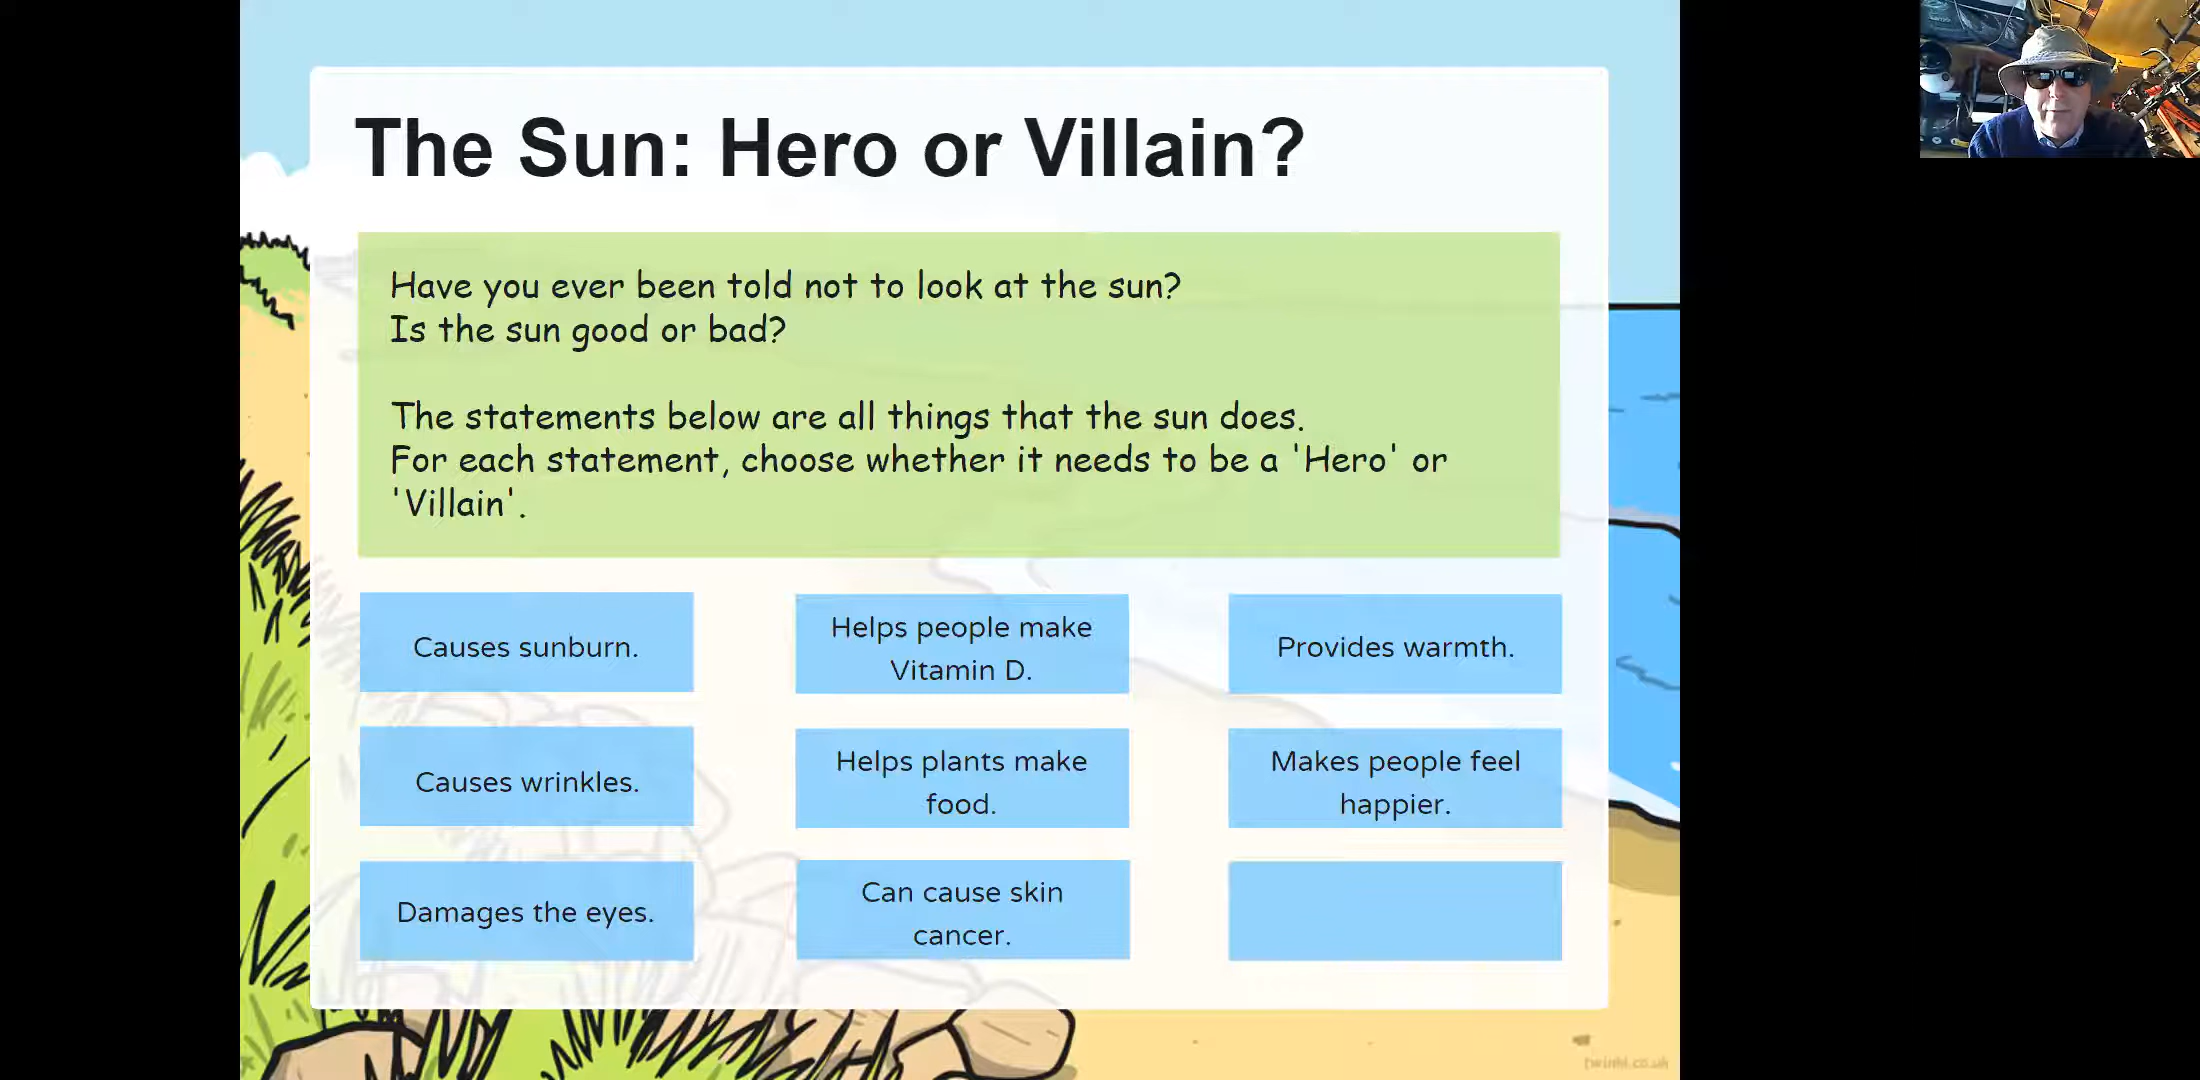 The Sun: Hero or Villain?
Have you ever been told not to look at the sun?
Is the sun good or bad?
The statements below are all things that the sun does.
For each statement, choose whether it needs to be a 'Hero' or
'Villain'.
Causes sunburn.
Helps people make
Vitamin D.
Provides warmth.
Causes wrinkles.
Helps plants make
food.
Makes people feel
happier.
Damages the eyes.
Can cause skin
cancer.
twinkl.co.uk